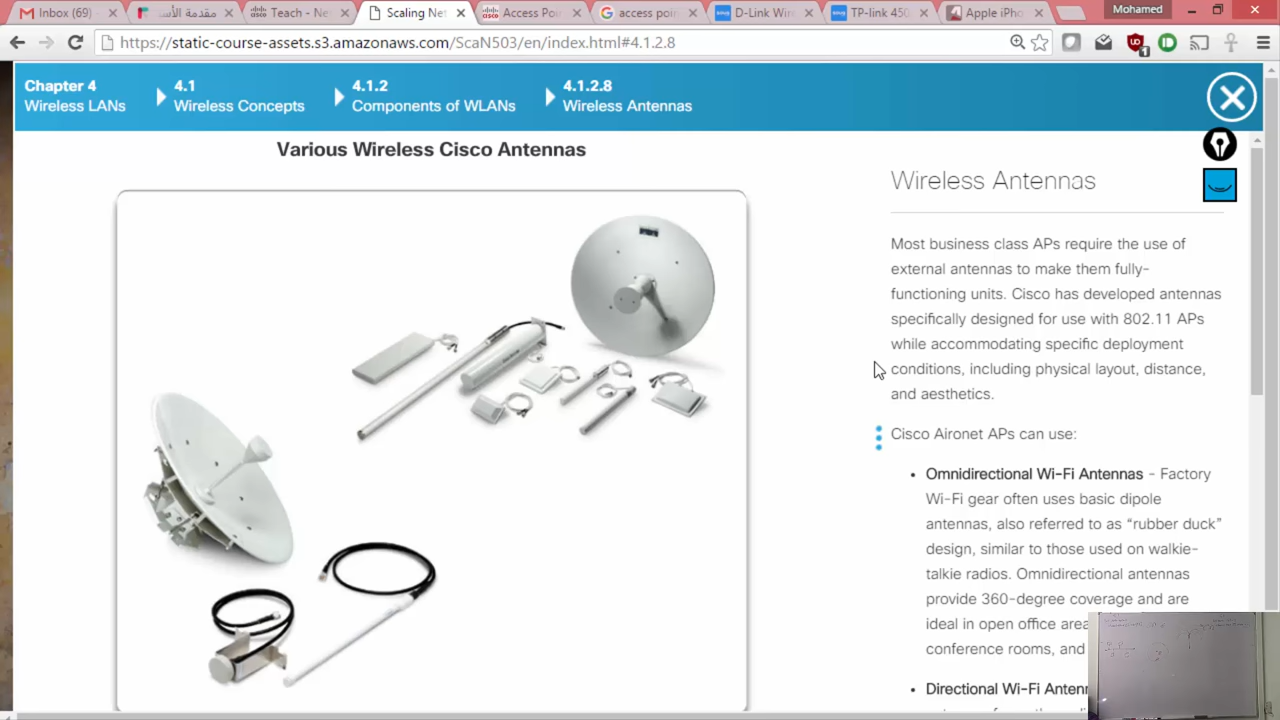 Inbox (69)
مقدمة الأس
Teach - Ne
Scaling Net
Access Poi
access poin
D-Link Wire
TP-link 450
Apple iPho
Mohamed
https://static-course-assets.s3.amazonaws.com/ScaN503/en/index.html#4.1.2.8
Chapter 4
Wireless LANs
4.1
Wireless Concepts
4.1.2
Components of WLANs
4.1.2.8
Wireless Antennas
Various Wireless Cisco Antennas
Wireless Antennas
Most business class APs require the use of
external antennas to make them fully-
functioning units. Cisco has developed antennas
specifically designed for use with 802.11 APs
while accommodating specific deployment
conditions, including physical layout, distance,
and aesthetics.
Cisco Aironet APs can use:
• Omnidirectional Wi-Fi Antennas - Factory
Wi-Fi gear often uses basic dipole
antennas, also referred to as “rubber duck”
design, similar to those used on walkie-
talkie radios. Omnidirectional antennas
provide 360-degree coverage and are
ideal in open office area
conference rooms, and
• Directional Wi-Fi Anten